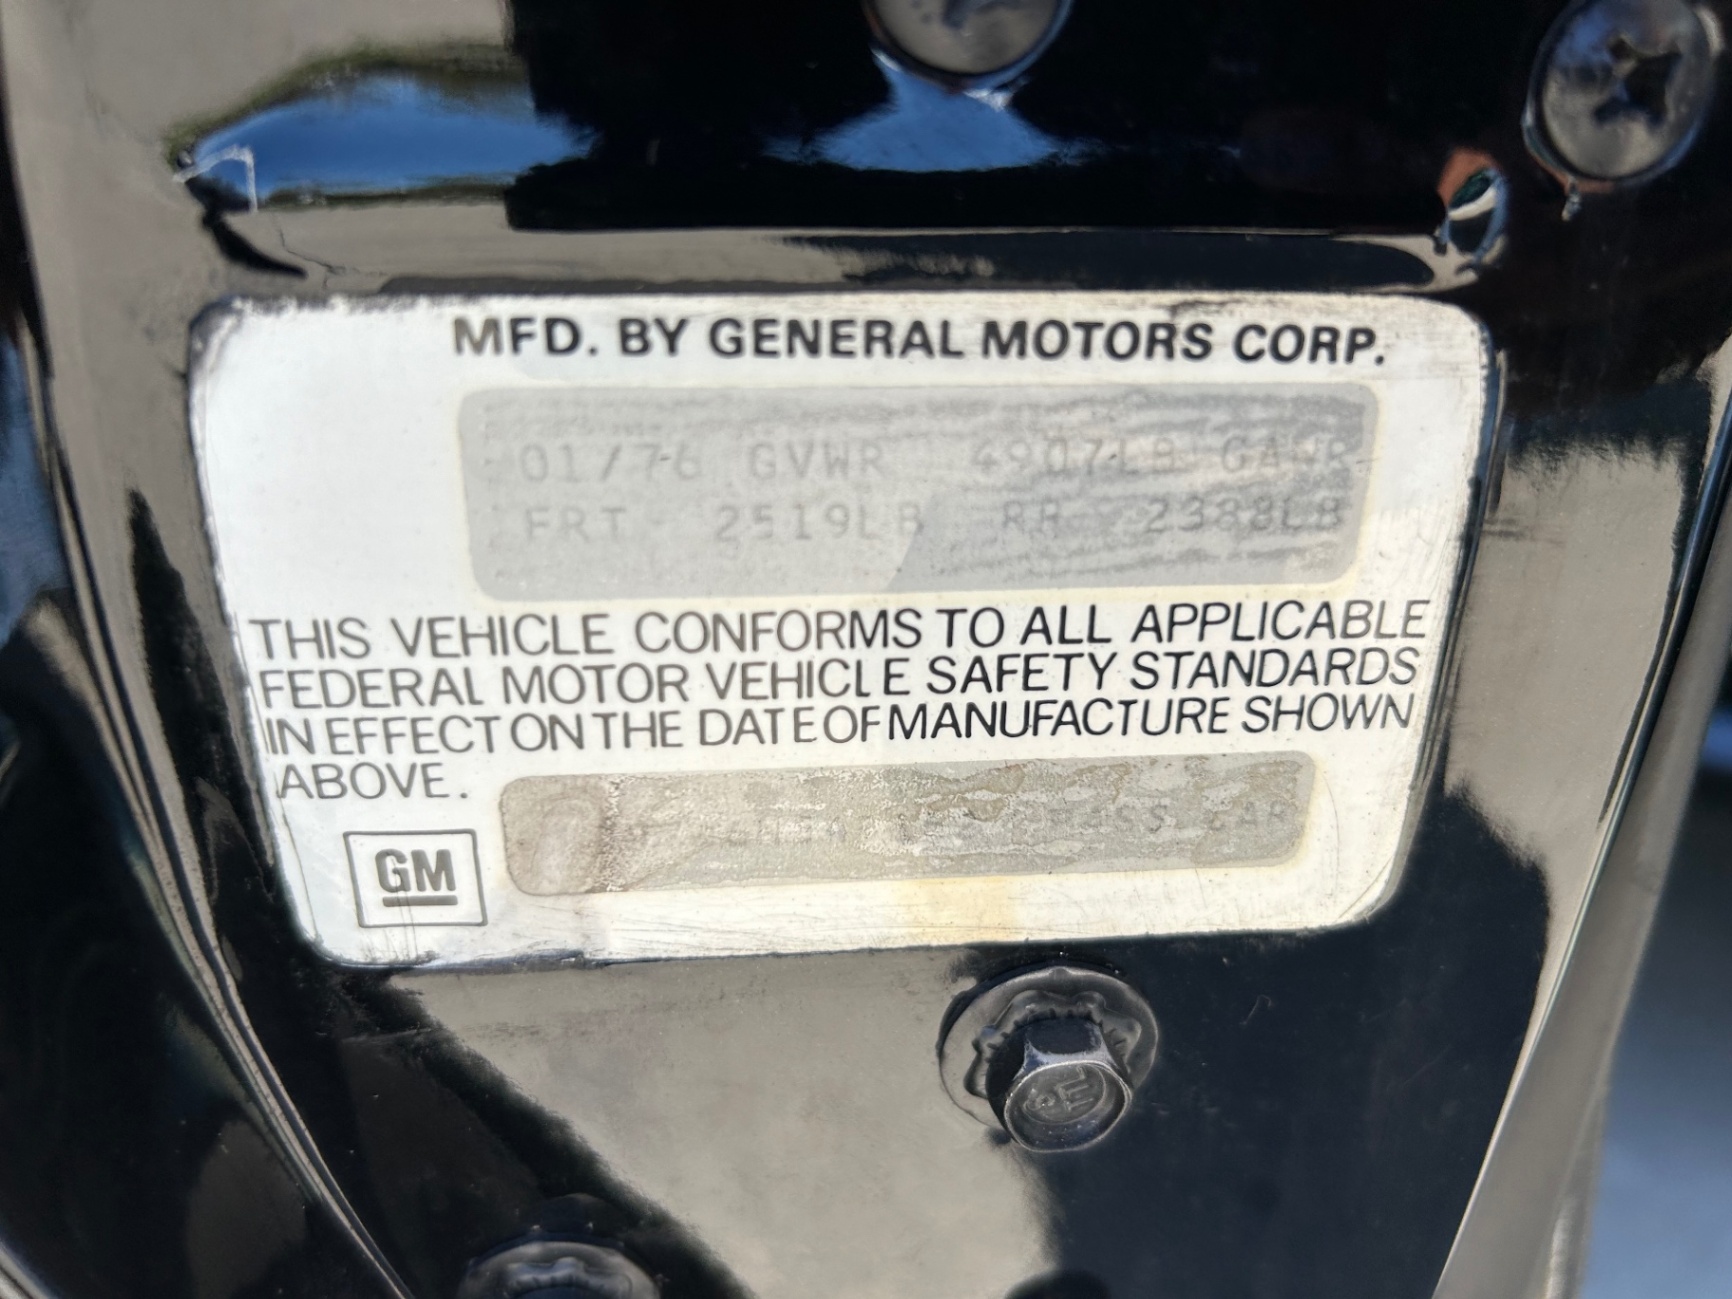 MFD. BY GENERAL MOTORS CORP.
01/76 GVWR 4907LB GAWR
FRT 2519LB RR 2388LB
THIS VEHICLE CONFORMS TO ALL APPLICABLE
FEDERAL MOTOR VEHICLE SAFETY STANDARDS
IN EFFECT ON THE DATE OF MANUFACTURE SHOWN
ABOVE.
GM
CAR